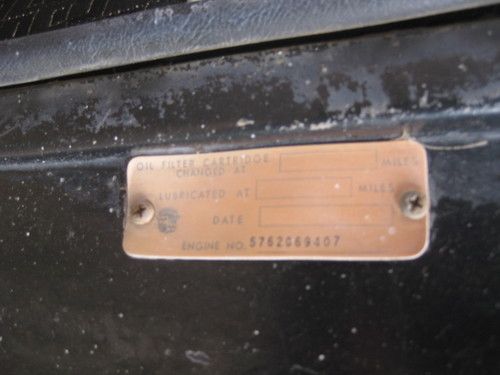 OIL FILTER CARTRIDGE
CHANGED AT MILES
LUBRICATED AT MILES
DATE
ENGINE NO. 5762069407